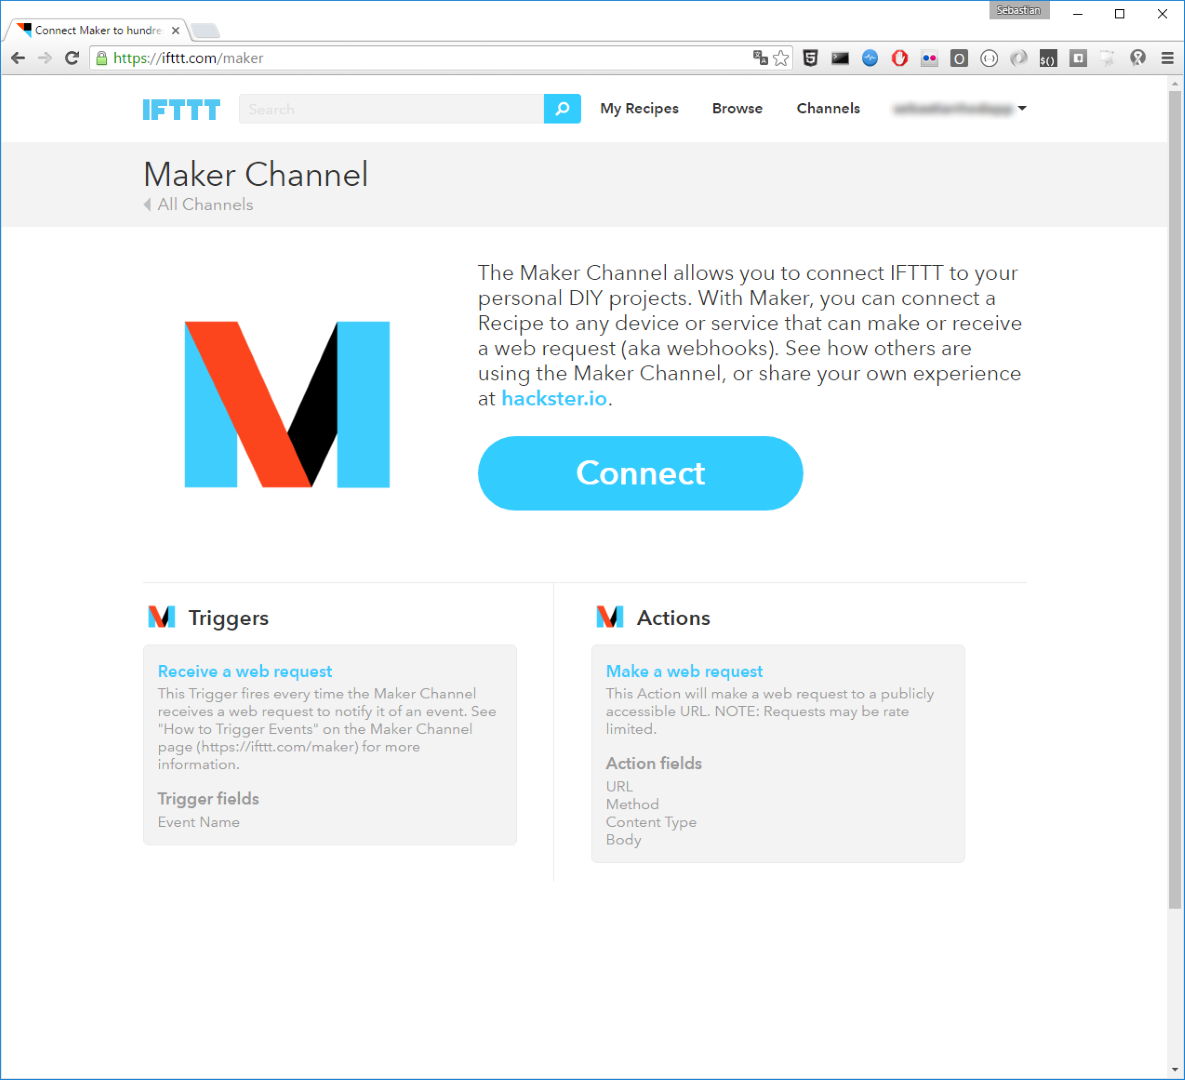 Sebastian
Connect Maker to hundre
https://ifttt.com/maker
IFTTT
Search
My Recipes
Browse
Channels
Maker Channel
All Channels
The Maker Channel allows you to connect IFTTT to your
personal DIY projects. With Maker, you can connect a
Recipe to any device or service that can make or receive
a web request (aka webhooks). See how others are
using the Maker Channel, or share your own experience
at hackster.io.
Connect
Triggers
Receive a web request
This Trigger fires every time the Maker Channel
receives a web request to notify it of an event. See
"How to Trigger Events" on the Maker Channel
page (https://ifttt.com/maker) for more
information.
Trigger fields
Event Name
Actions
Make a web request
This Action will make a web request to a publicly
accessible URL. NOTE: Requests may be rate
limited.
Action fields
URL
Method
Content Type
Body